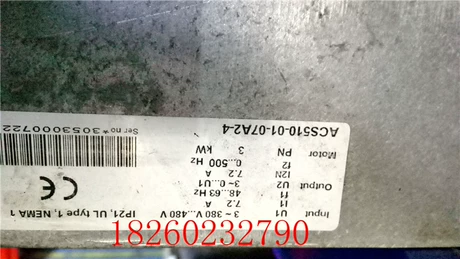 Input U1 3 ~ 380 V...480 V IP21, UL type 1, NEMA 1
I1 7.2 A
f1 48...63 Hz
Output U2 3~ 0...U1
I2N 7.2 A
f2 0...500 Hz
Motor PN 3 kW
CE
ACS510-01-07A2-4 Ser no *3053000722
18260232790